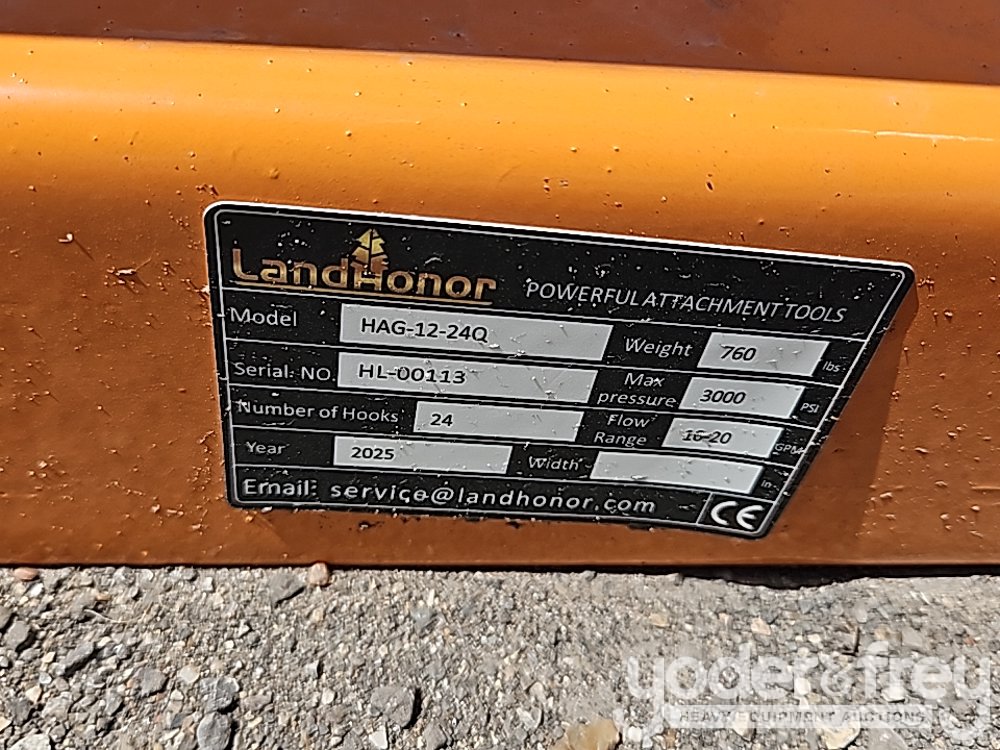 LandHonor POWERFUL ATTACHMENT TOOLS
Model HAG-12-24Q Weight 760 lbs
Serial. NO. HL-00113 Max pressure 3000 PSI
Number of Hooks 24 Flow Range 16-20 GPM
Year 2025 Width in
Email: service@landhonor.com CE
yoder&frey
HEAVY EQUIPMENT AUCTIONS